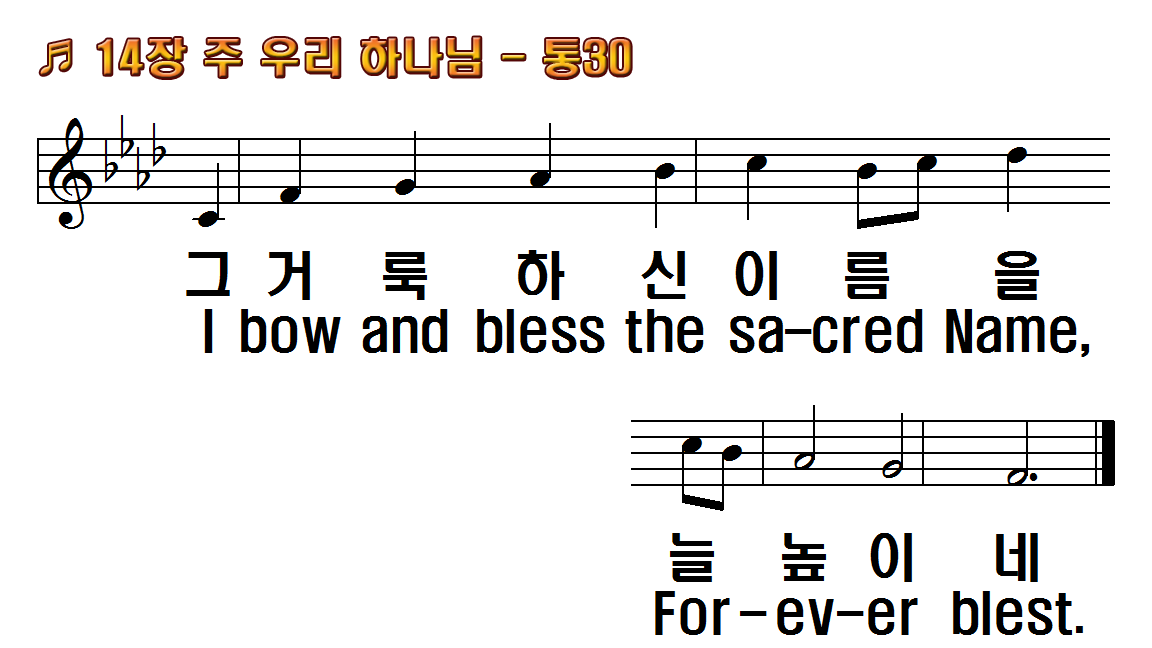 ♬ 14장 주 우리 하나님 - 통30
그 거 룩 하 신 이 름 을
I bow and bless the sa-cred Name,
늘 높 이 네
For-ev-er blest.